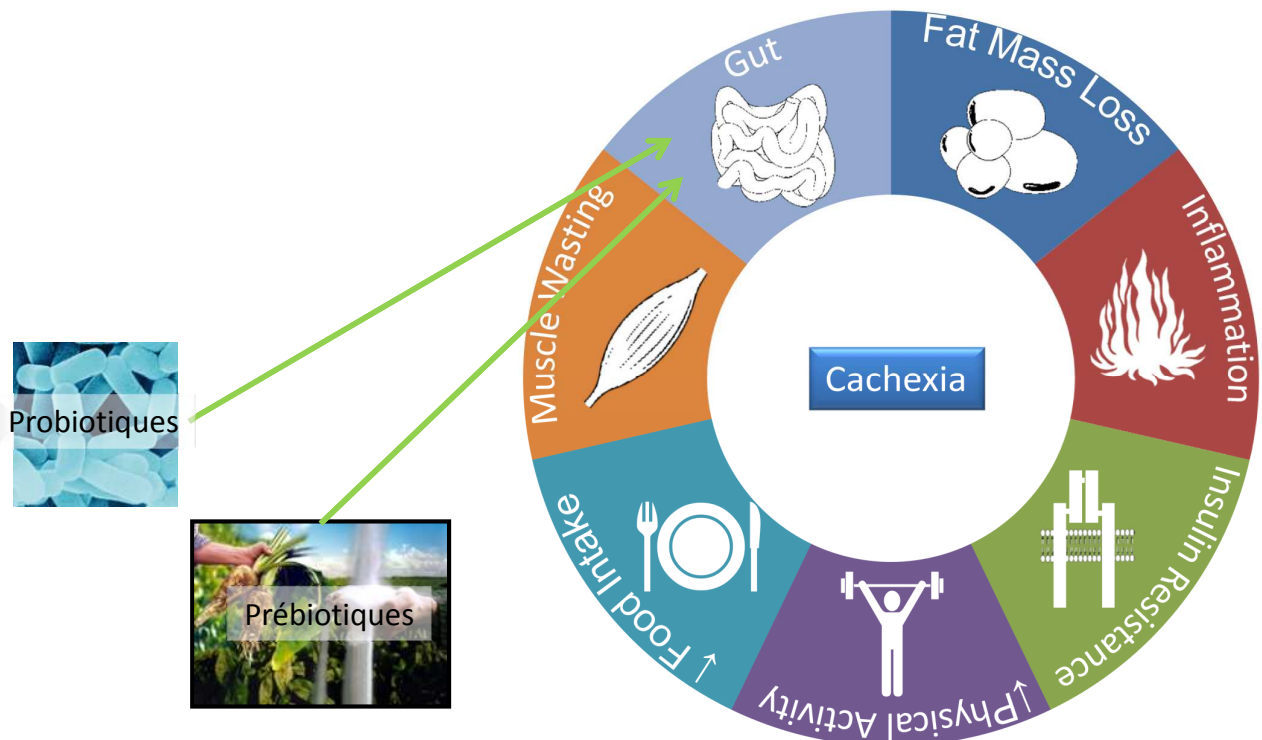 Gut
Fat Mass Loss
Inflammation
Insulin Resistance
↓Physical Activity
↓ Food Intake
Muscle Wasting
Cachexia
Probiotiques
Prébiotiques